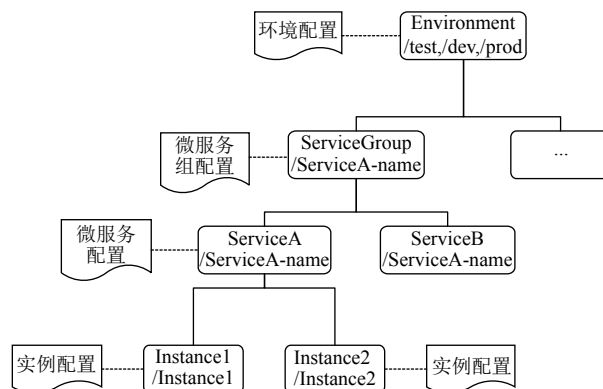 环境配置
Environment
/test,/dev,/prod
微服务
组配置
ServiceGroup
/ServiceA-name
...
微服务
配置
ServiceA
/ServiceA-name
ServiceB
/ServiceA-name
实例配置
Instance1
/Instance1
Instance2
/Instance2
实例配置